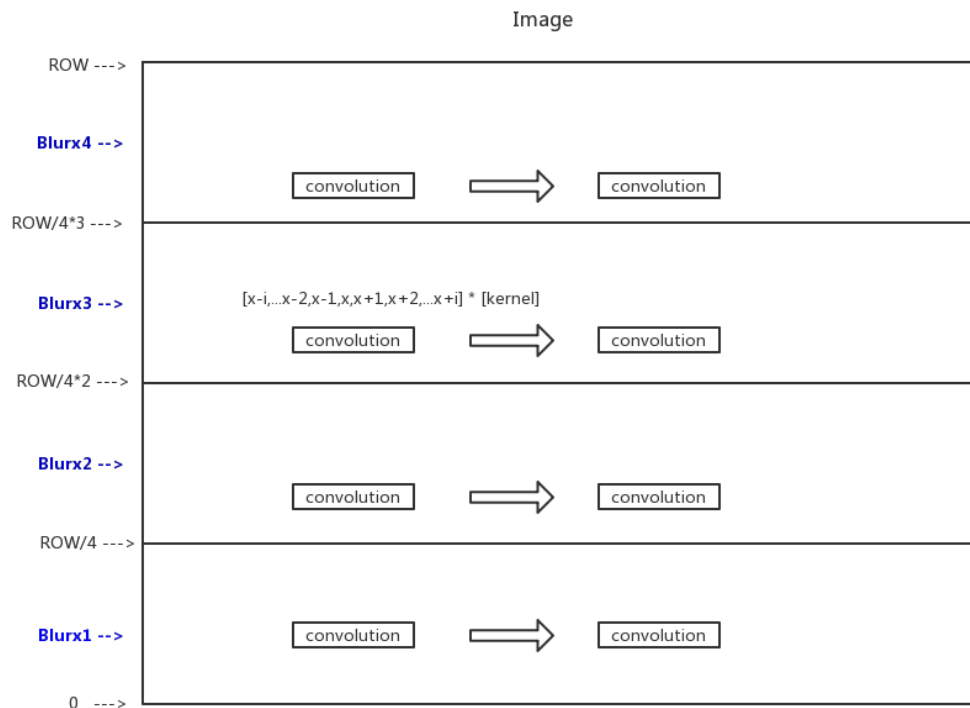 Image
ROW --->
Blurx4 -->
convolution convolution
ROW/4*3 --->
[x-i,...x-2,x-1,x,x+1,x+2,...x+i] * [kernel]
Blurx3 -->
convolution convolution
ROW/4*2 --->
Blurx2 -->
convolution convolution
ROW/4 --->
Blurx1 -->
convolution convolution
0 --->